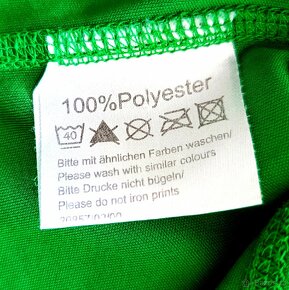 100%Polyester
40
Bitte mit ähnlichen Farben waschen/
Please wash with similar colours
Bitte Drucke nicht bügeln/
Please do not iron prints